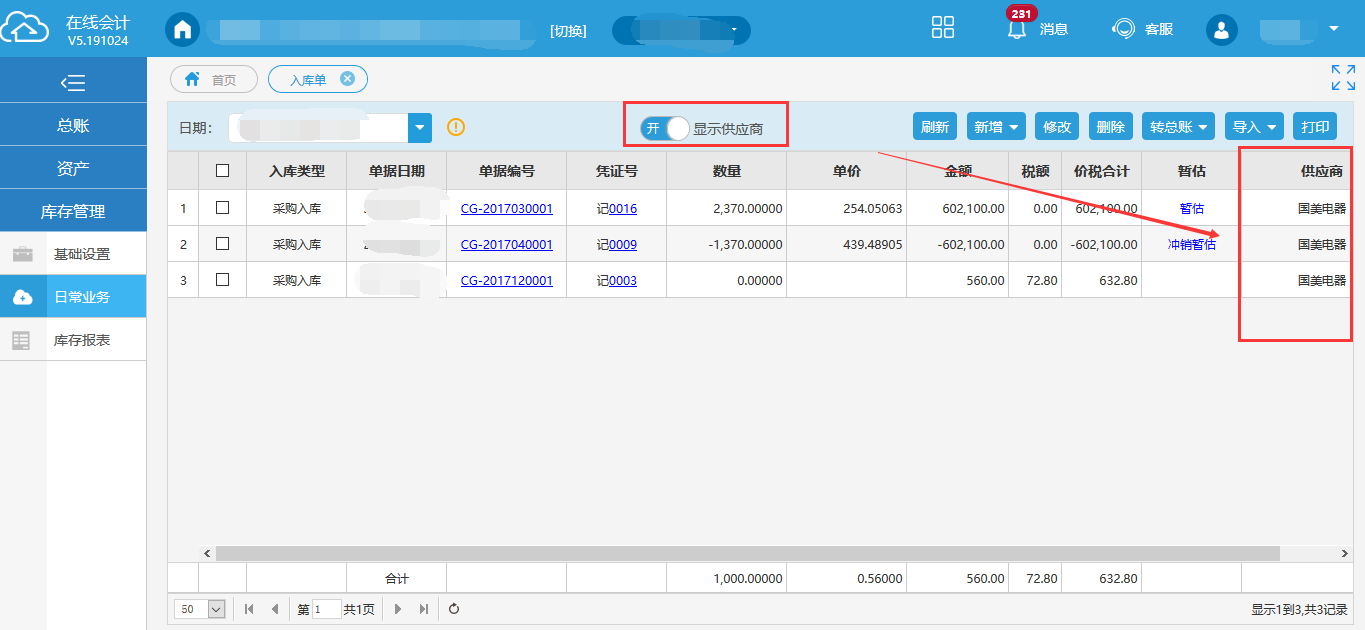 在线会计
V5.191024
[切换]
231
消息
客服
首页
入库单
总账
资产
库存管理
基础设置
日常业务
库存报表
日期：
开
显示供应商
刷新
新增
修改
删除
转总账
导入
打印
入库类型 单据日期 单据编号 凭证号 数量 单价 金额 税额 价税合计 暂估 供应商
1 采购入库 CG-2017030001 记0016 2,370.00000 254.05063 602,100.00 0.00 602,100.00 暂估 国美电器
2 采购入库 CG-2017040001 记0009 -1,370.00000 439.48905 -602,100.00 0.00 -602,100.00 冲销暂估 国美电器
3 采购入库 CG-2017120001 记0003 0.00000 560.00 72.80 632.80 国美电器
合计 1,000.00000 0.56000 560.00 72.80 632.80
50 第 1 共1页 显示1到3,共3记录